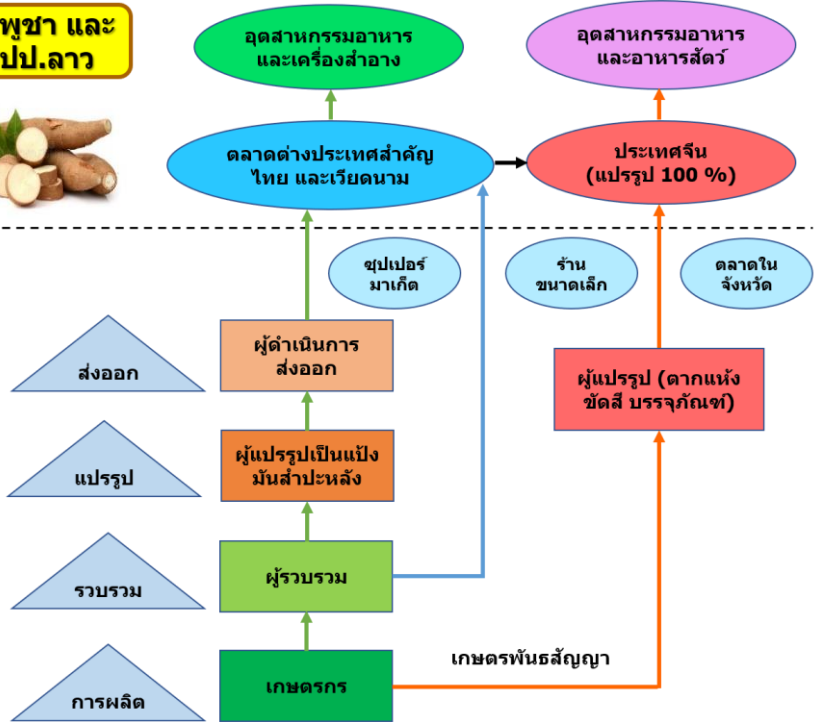 พูชา และ
ปป.ลาว
อุตสาหกรรมอาหาร
และเครื่องสำอาง
อุตสาหกรรมอาหาร
และอาหารสัตว์
ตลาดต่างประเทศสำคัญ
ไทย และเวียดนาม
ประเทศจีน
(แปรรูป 100 %)
ซุปเปอร์
มาเก็ต
ร้าน
ขนาดเล็ก
ตลาดใน
จังหวัด
ส่งออก
ผู้ดำเนินการ
ส่งออก
ผู้แปรรูป (ตากแห้ง
ขัดสี บรรจุภัณฑ์)
แปรรูป
ผู้แปรรูปเป็นแป้ง
มันสำปะหลัง
รวบรวม
ผู้รวบรวม
เกษตรพันธสัญญา
การผลิต
เกษตรกร